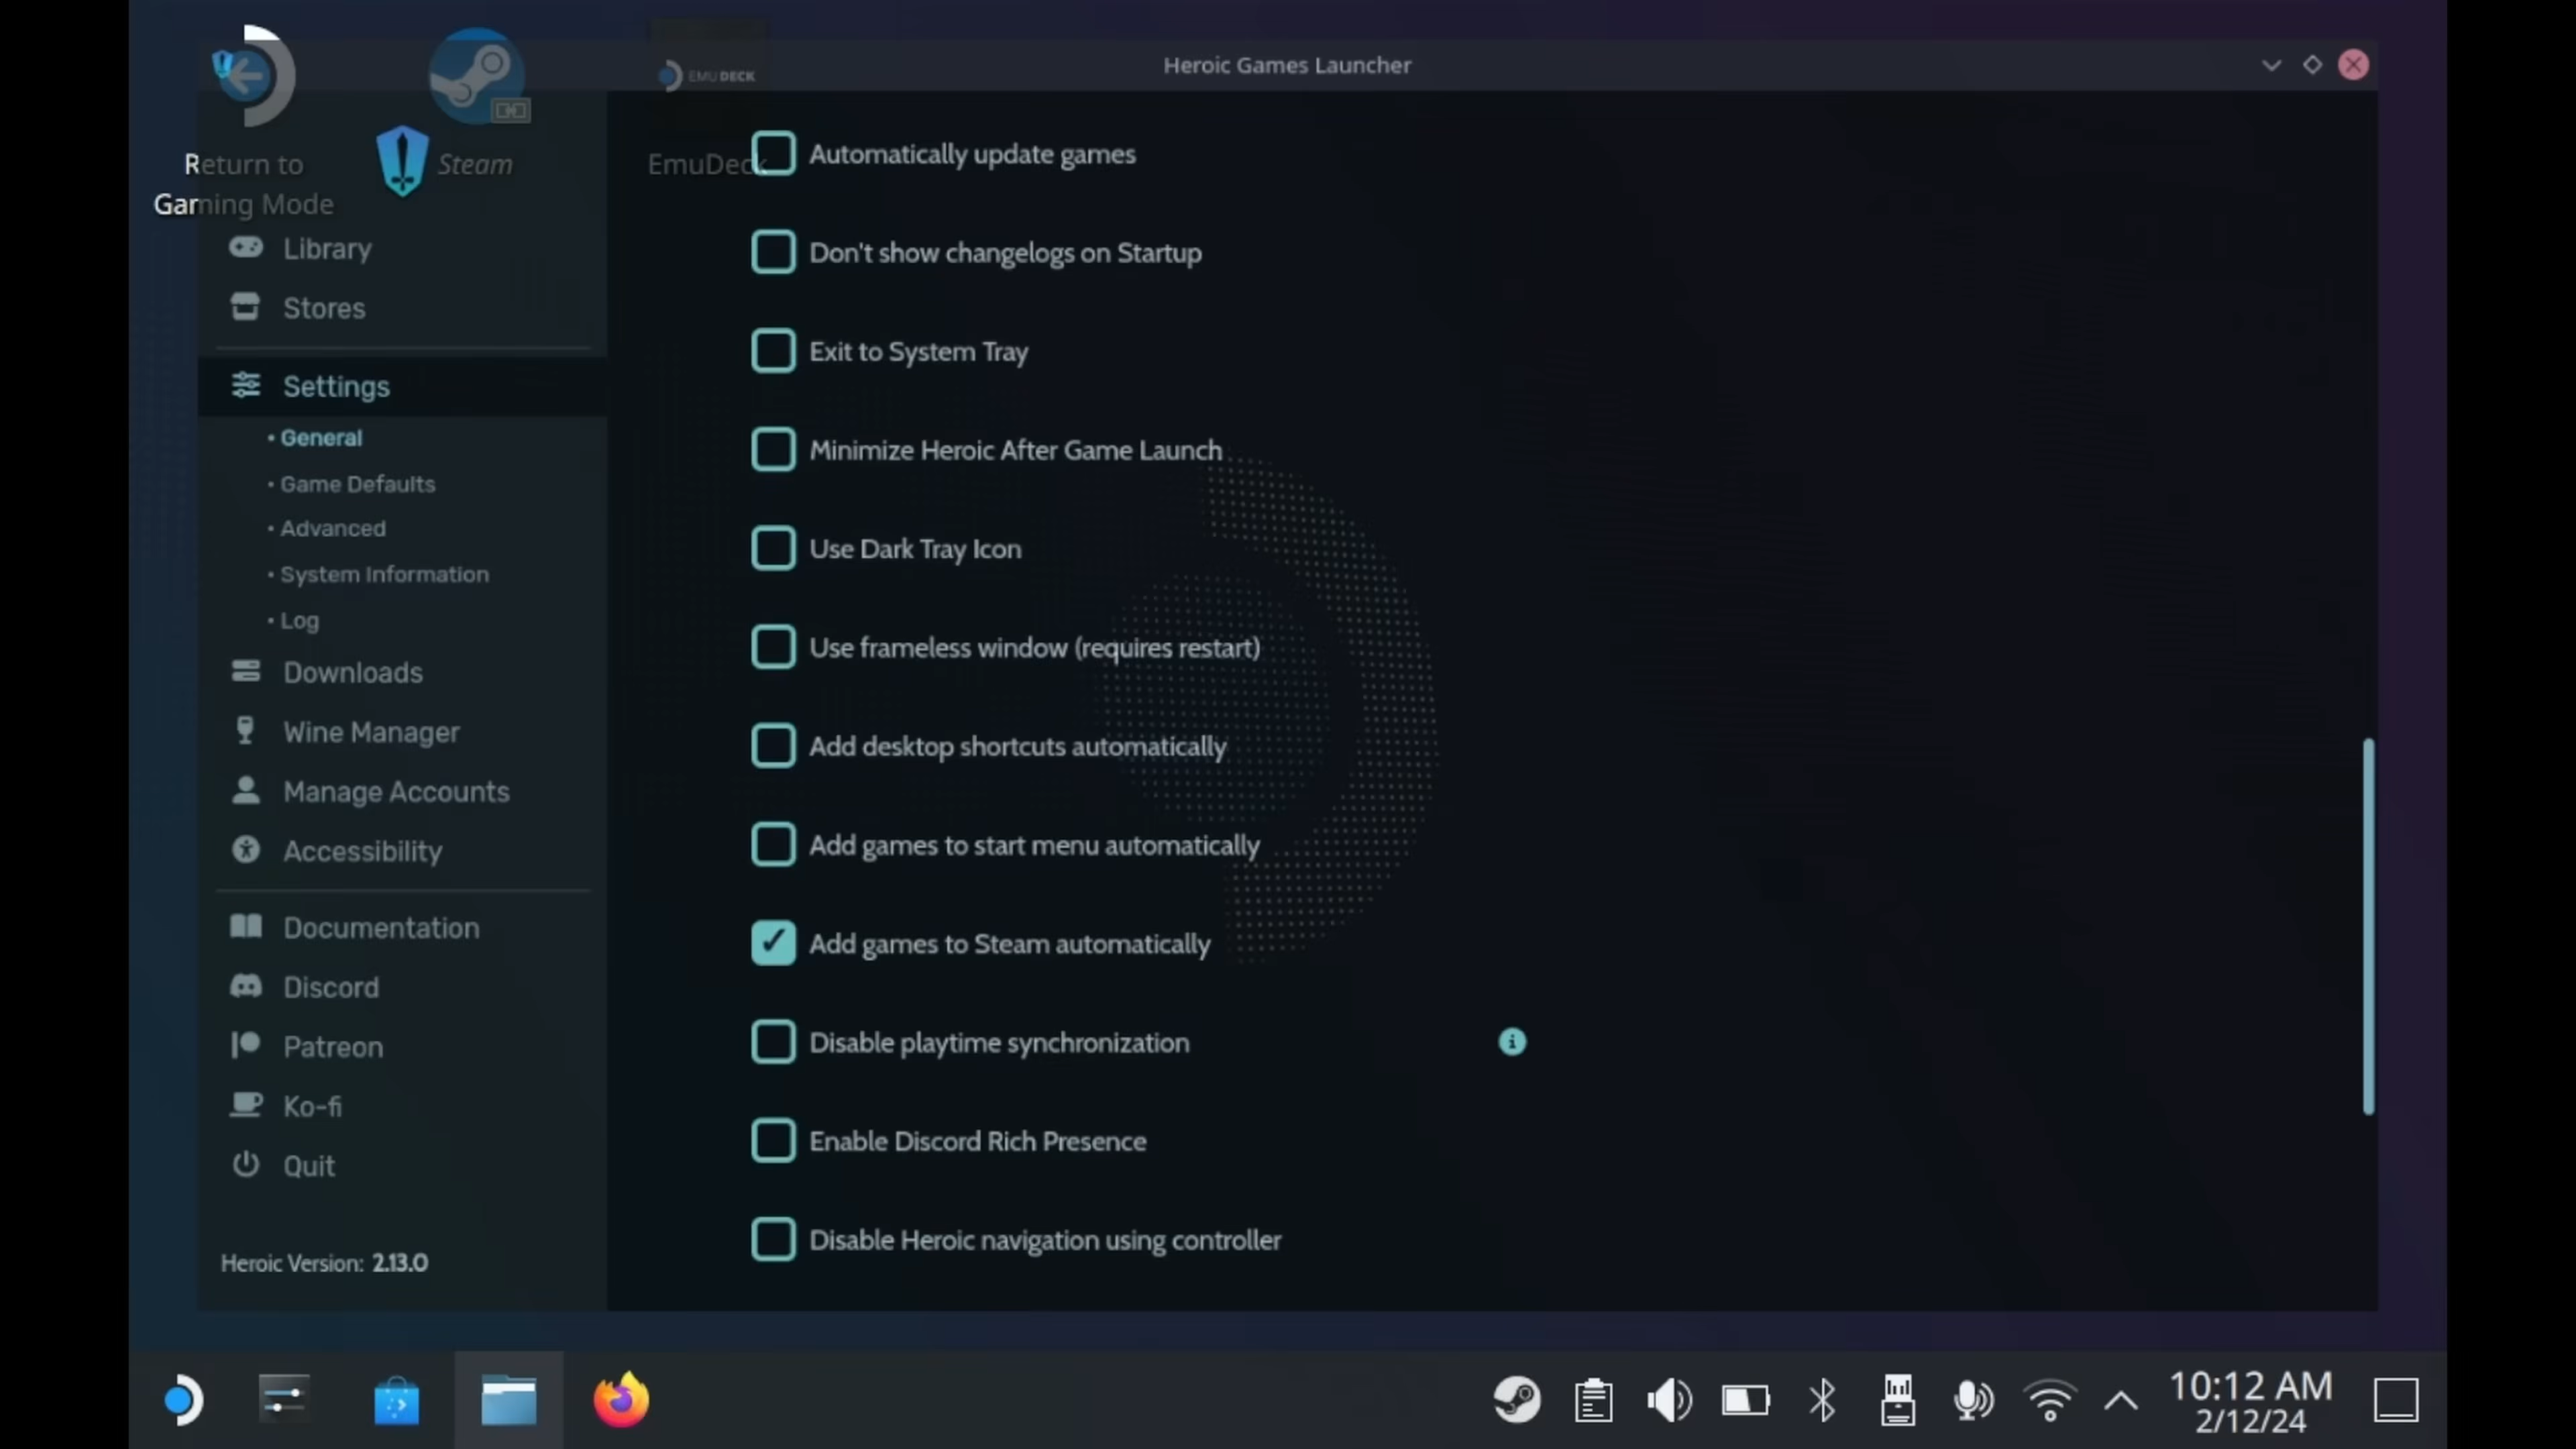 Heroic Games Launcher
EMUDECK
Return to
Gaming Mode
Steam
EmuDeck
Library
Stores
Settings
• General
• Game Defaults
• Advanced
• System Information
• Log
Downloads
Wine Manager
Manage Accounts
Accessibility
Documentation
Discord
Patreon
Ko-fi
Quit
Heroic Version: 2.13.0
Automatically update games
Don't show changelogs on Startup
Exit to System Tray
Minimize Heroic After Game Launch
Use Dark Tray Icon
Use frameless window (requires restart)
Add desktop shortcuts automatically
Add games to start menu automatically
Add games to Steam automatically
Disable playtime synchronization
Enable Discord Rich Presence
Disable Heroic navigation using controller
10:12 AM
2/12/24